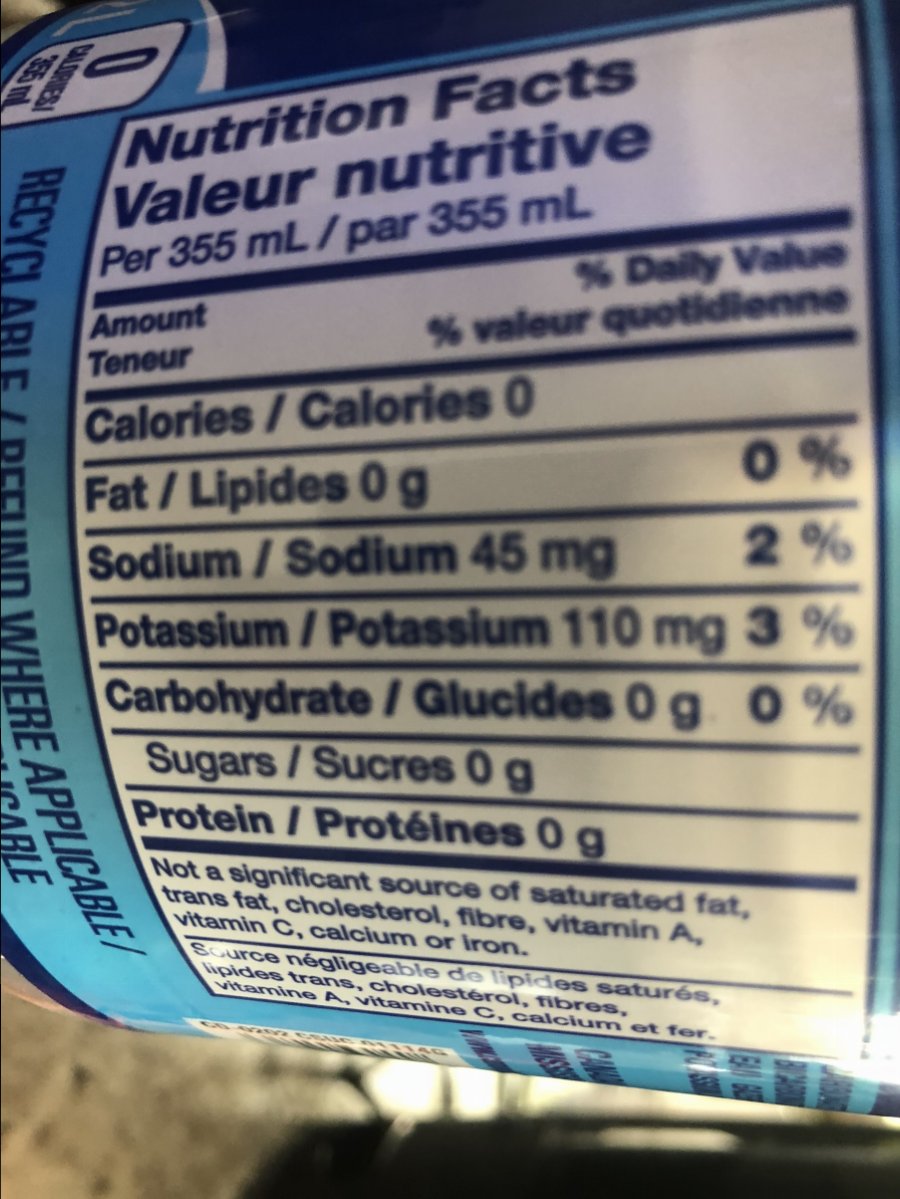 0
CALORIES/
355 mL
Nutrition Facts
Valeur nutritive
Per 355 mL / par 355 mL
% Daily Value
Amount
% valeur quotidienne
Teneur
Calories / Calories 0
Fat / Lipides 0 g 0 %
Sodium / Sodium 45 mg 2 %
Potassium / Potassium 110 mg 3 %
Carbohydrate / Glucides 0 g 0 %
Sugars / Sucres 0 g
Protein / Protéines 0 g
Not a significant source of saturated fat,
trans fat, cholesterol, fibre, vitamin A,
vitamin C, calcium or iron.
Source négligeable de lipides saturés,
lipides trans, cholestérol, fibres,
vitamine A, vitamine C, calcium et fer.
RECYCLABLE / REFUND WHERE APPLICABLE /